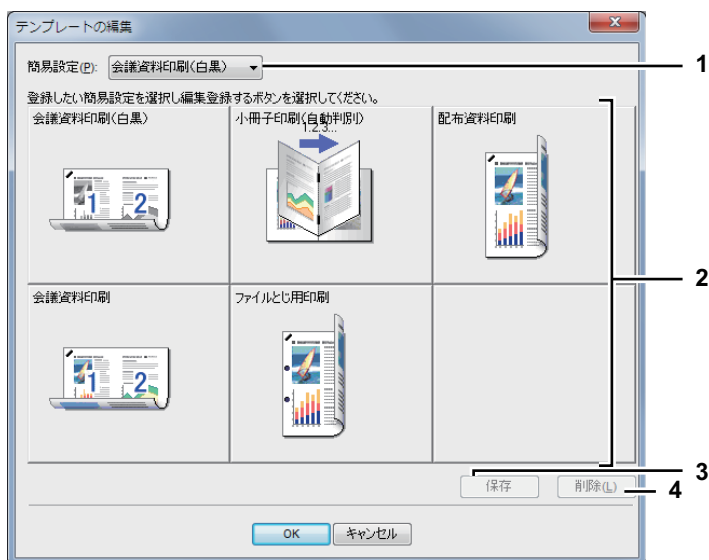 テンプレートの編集
簡易設定(P): 会議資料印刷(白黒)
1
登録したい簡易設定を選択し編集登録するボタンを選択してください。
会議資料印刷(白黒) 小冊子印刷(自動判別) 配布資料印刷
1.2.3...
1 2
2
会議資料印刷 ファイルとじ用印刷
1 2
3
保存 削除(L)
4
OK キャンセル